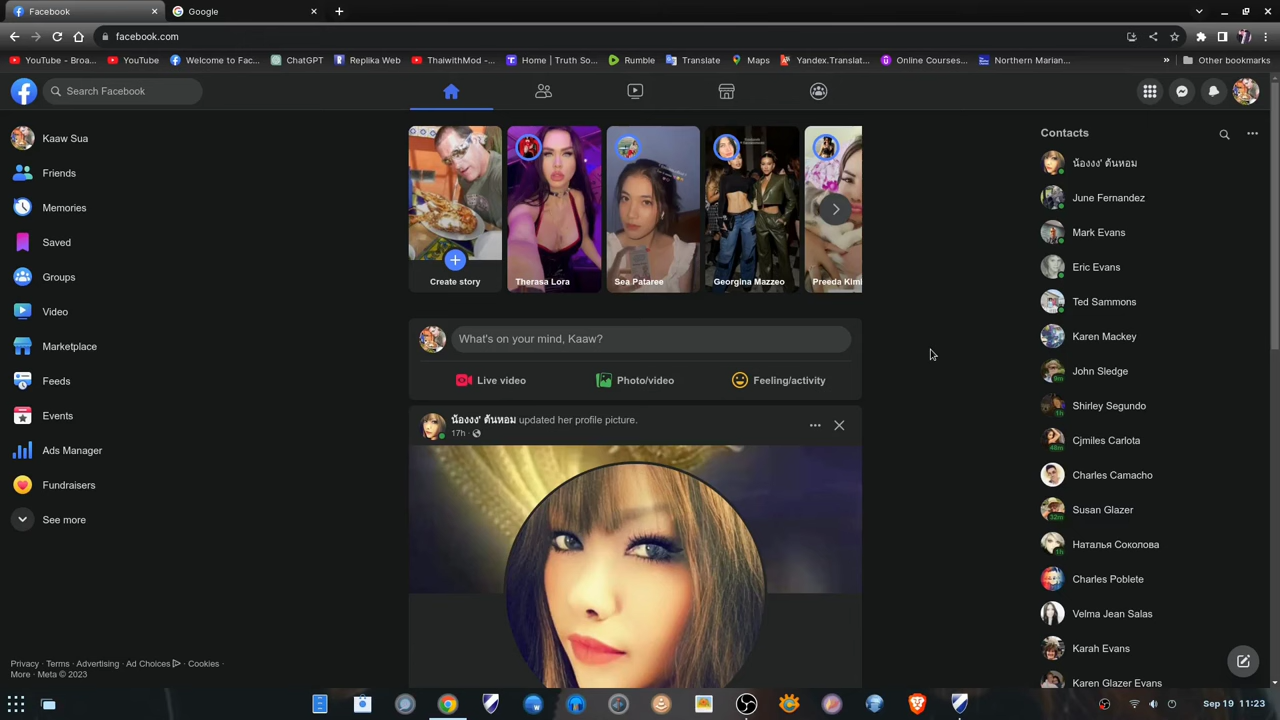 Facebook
Google
facebook.com
YouTube - Broa...
YouTube
Welcome to Fac...
ChatGPT
Replika Web
ThaiwithMod - ...
Home | Truth So...
Rumble
Translate
Maps
Yandex.Translat...
Online Courses...
Northern Marian...
Other bookmarks
Search Facebook
Kaaw Sua
Friends
Memories
Saved
Groups
Video
Marketplace
Feeds
Events
Ads Manager
Fundraisers
See more
Privacy · Terms · Advertising · Ad Choices · Cookies ·
More · Meta © 2023
Create story
Therasa Lora
Sea Pataree
Georgina Mazzeo
What's on your mind, Kaaw?
Live video
Photo/video
Feeling/activity
น้องงง' ต้นหอม updated her profile picture.
17h ·
Contacts
น้องงง' ต้นหอม
June Fernandez
Mark Evans
Eric Evans
Ted Sammons
Karen Mackey
John Sledge
9m
Shirley Segundo
1h
Cjmiles Carlota
48m
Charles Camacho
Susan Glazer
32m
Наталья Соколова
1h
Charles Poblete
Velma Jean Salas
Karah Evans
Karen Glazer Evans
Sep 19 11:23